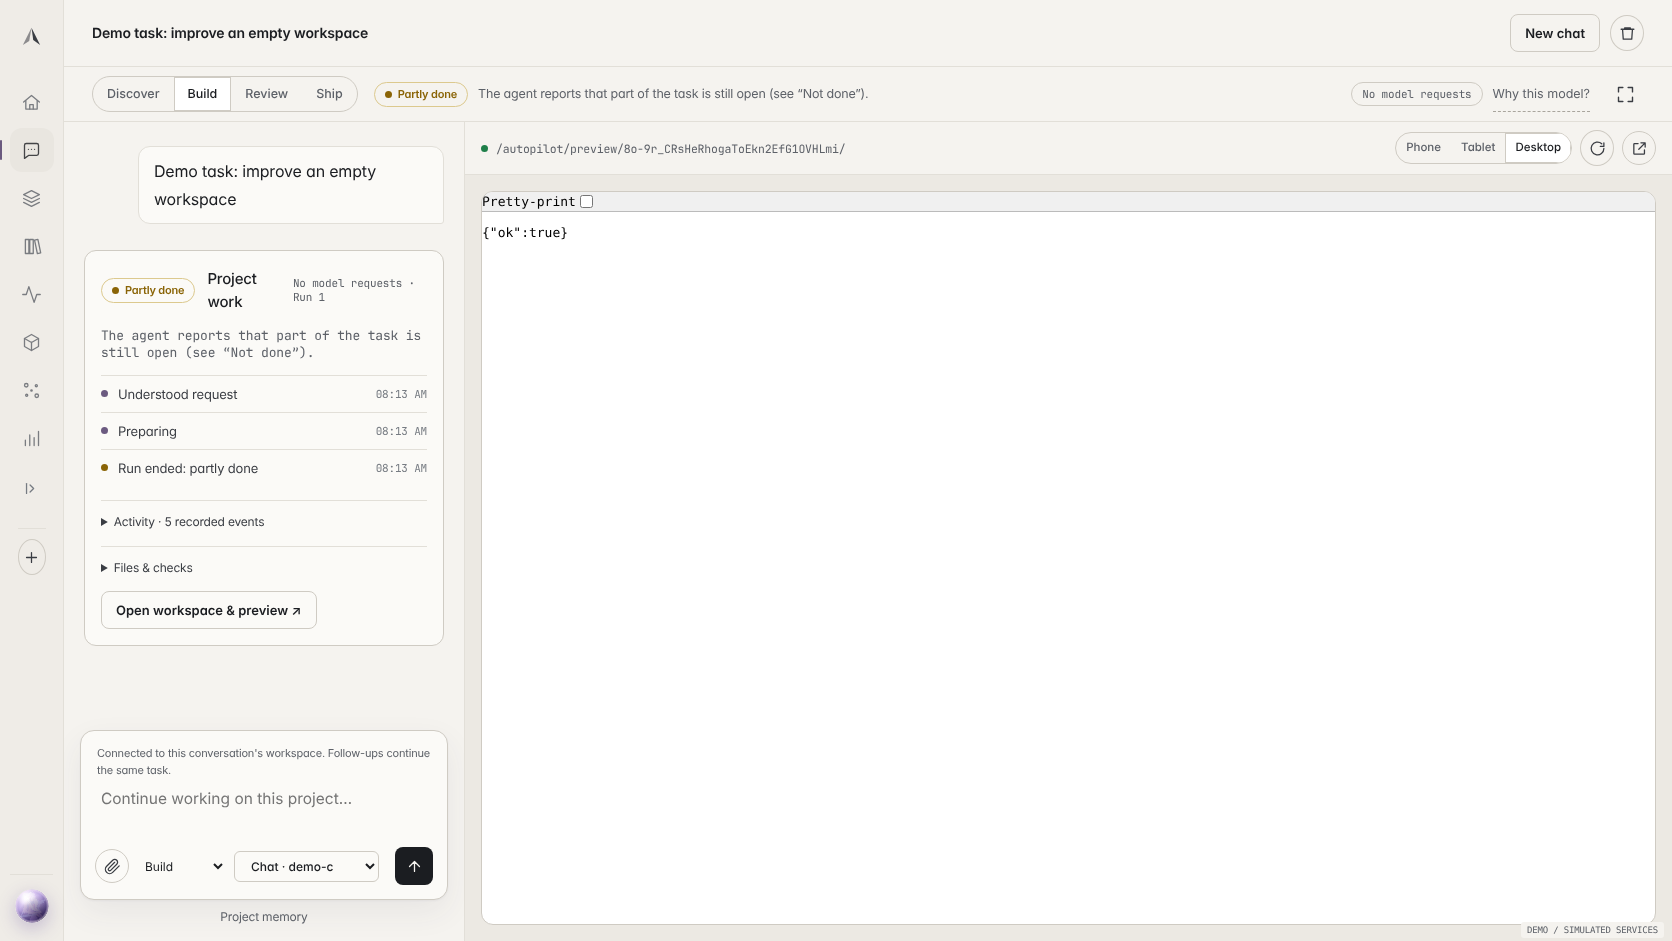 Demo task: improve an empty workspace
New chat
Discover
Build
Review
Ship
Partly done
The agent reports that part of the task is still open (see “Not done”).
No model requests
Why this model?
Demo task: improve an empty
workspace
Partly done
Project
work
No model requests ·
Run 1
The agent reports that part of the task is
still open (see “Not done”).
Understood request
08:13 AM
Preparing
08:13 AM
Run ended: partly done
08:13 AM
Activity · 5 recorded events
Files & checks
Open workspace & preview ↗
Connected to this conversation's workspace. Follow-ups continue
the same task.
Continue working on this project...
Build
Chat · demo-c
Project memory
/autopilot/preview/8o-9r_CRsHeRhogaToEkn2EfG1OVHLmi/
Phone
Tablet
Desktop
Pretty-print
{"ok":true}
DEMO / SIMULATED SERVICES